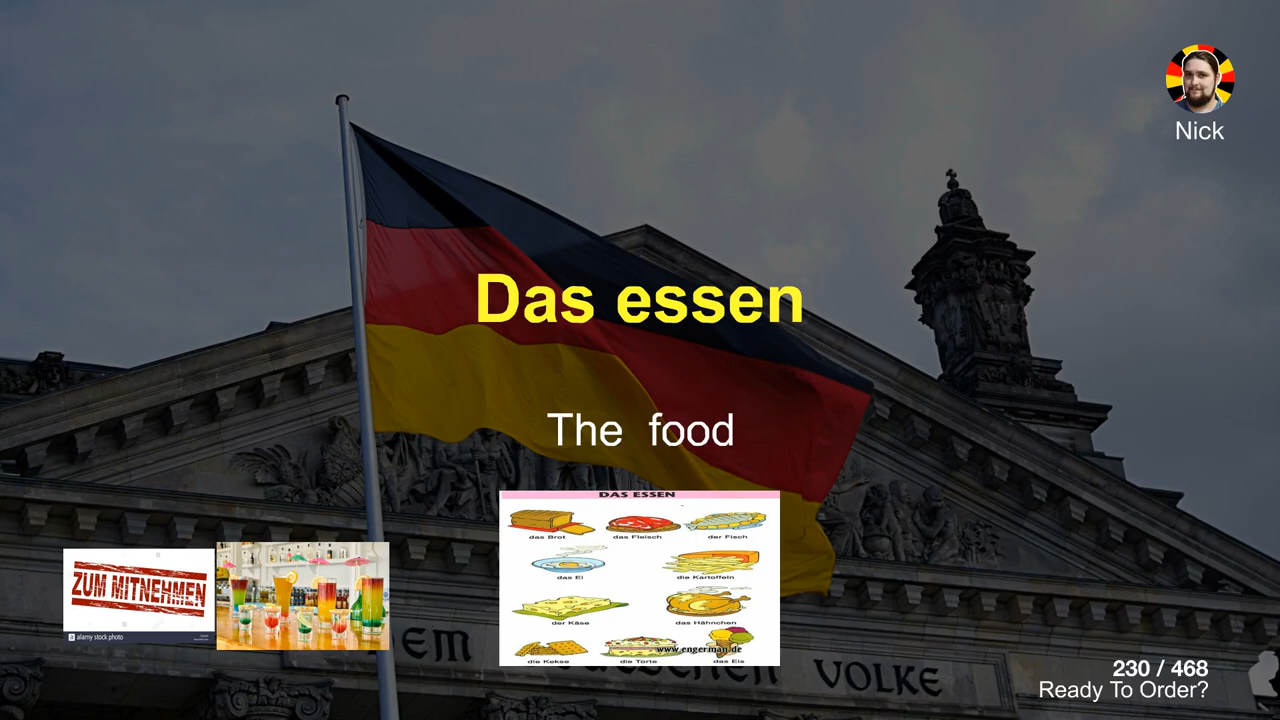 Nick
Das essen
The food
DAS ESSEN
das Brot
das Fleisch
der Fisch
das Ei
die Kartoffeln
der Käse
das Hähnchen
die Kekse
die Torte
das Eis
www.engerman.de
ZUM MITNEHMEN
a alamy stock photo
DEM
VOLKE
230 / 468
Ready To Order?